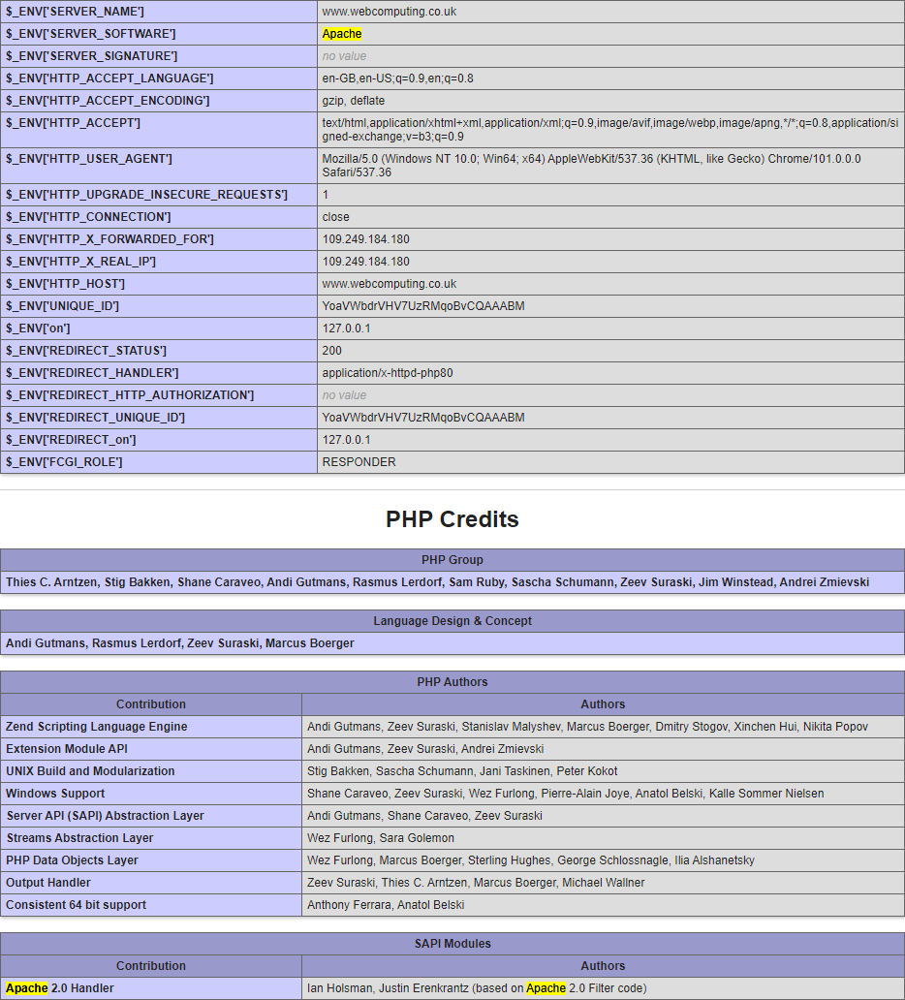 $_ENV['SERVER_NAME'] www.webcomputing.co.uk
$_ENV['SERVER_SOFTWARE'] Apache
$_ENV['SERVER_SIGNATURE'] no value
$_ENV['HTTP_ACCEPT_LANGUAGE'] en-GB,en-US;q=0.9,en;q=0.8
$_ENV['HTTP_ACCEPT_ENCODING'] gzip, deflate
$_ENV['HTTP_ACCEPT'] text/html,application/xhtml+xml,application/xml;q=0.9,image/avif,image/webp,image/apng,*/*;q=0.8,application/si
gned-exchange;v=b3;q=0.9
$_ENV['HTTP_USER_AGENT'] Mozilla/5.0 (Windows NT 10.0; Win64; x64) AppleWebKit/537.36 (KHTML, like Gecko) Chrome/101.0.0.0
Safari/537.36
$_ENV['HTTP_UPGRADE_INSECURE_REQUESTS'] 1
$_ENV['HTTP_CONNECTION'] close
$_ENV['HTTP_X_FORWARDED_FOR'] 109.249.184.180
$_ENV['HTTP_X_REAL_IP'] 109.249.184.180
$_ENV['HTTP_HOST'] www.webcomputing.co.uk
$_ENV['UNIQUE_ID'] YoaVWbdrVHV7UzRMqoBvCQAAABM
$_ENV['on'] 127.0.0.1
$_ENV['REDIRECT_STATUS'] 200
$_ENV['REDIRECT_HANDLER'] application/x-httpd-php80
$_ENV['REDIRECT_HTTP_AUTHORIZATION'] no value
$_ENV['REDIRECT_UNIQUE_ID'] YoaVWbdrVHV7UzRMqoBvCQAAABM
$_ENV['REDIRECT_on'] 127.0.0.1
$_ENV['FCGI_ROLE'] RESPONDER
PHP Credits
PHP Group
Thies C. Arntzen, Stig Bakken, Shane Caraveo, Andi Gutmans, Rasmus Lerdorf, Sam Ruby, Sascha Schumann, Zeev Suraski, Jim Winstead, Andrei Zmievski
Language Design & Concept
Andi Gutmans, Rasmus Lerdorf, Zeev Suraski, Marcus Boerger
PHP Authors
Contribution Authors
Zend Scripting Language Engine Andi Gutmans, Zeev Suraski, Stanislav Malyshev, Marcus Boerger, Dmitry Stogov, Xinchen Hui, Nikita Popov
Extension Module API Andi Gutmans, Zeev Suraski, Andrei Zmievski
UNIX Build and Modularization Stig Bakken, Sascha Schumann, Jani Taskinen, Peter Kokot
Windows Support Shane Caraveo, Zeev Suraski, Wez Furlong, Pierre-Alain Joye, Anatol Belski, Kalle Sommer Nielsen
Server API (SAPI) Abstraction Layer Andi Gutmans, Shane Caraveo, Zeev Suraski
Streams Abstraction Layer Wez Furlong, Sara Golemon
PHP Data Objects Layer Wez Furlong, Marcus Boerger, Sterling Hughes, George Schlossnagle, Ilia Alshanetsky
Output Handler Zeev Suraski, Thies C. Arntzen, Marcus Boerger, Michael Wallner
Consistent 64 bit support Anthony Ferrara, Anatol Belski
SAPI Modules
Contribution Authors
Apache 2.0 Handler Ian Holsman, Justin Erenkrantz (based on Apache 2.0 Filter code)